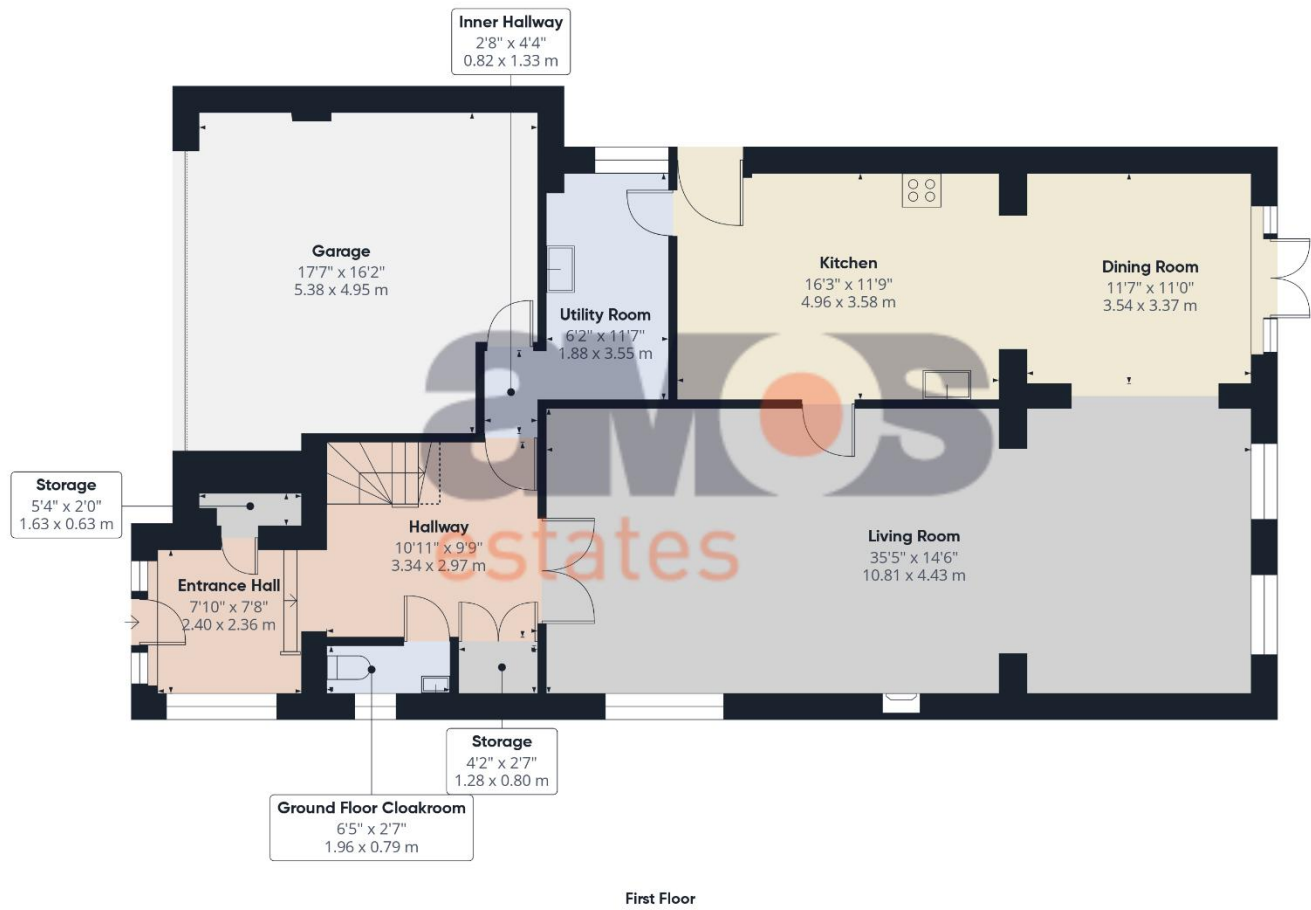 Inner Hallway
2'8" x 4'4"
0.82 x 1.33 m
Garage
17'7" x 16'2"
5.38 x 4.95 m
Kitchen
16'3" x 11'9"
4.96 x 3.58 m
Dining Room
11'7" x 11'0"
3.54 x 3.37 m
Utility Room
6'2" x 11'7"
1.88 x 3.55 m
amos
estates
Storage
5'4" x 2'0"
1.63 x 0.63 m
Hallway
10'11" x 9'9"
3.34 x 2.97 m
Living Room
35'5" x 14'6"
10.81 x 4.43 m
Entrance Hall
7'10" x 7'8"
2.40 x 2.36 m
Storage
4'2" x 2'7"
1.28 x 0.80 m
Ground Floor Cloakroom
6'5" x 2'7"
1.96 x 0.79 m
First Floor